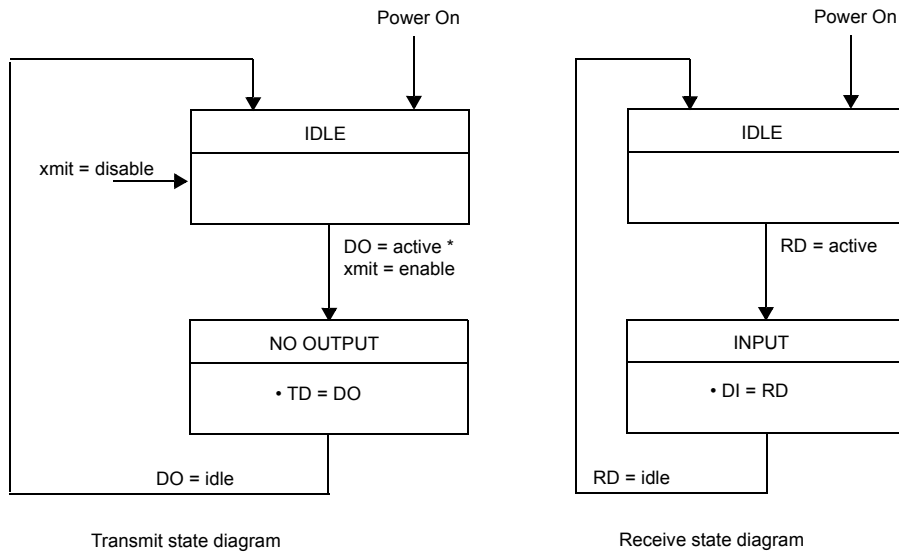 Power On
IDLE
xmit = disable
DO = active *
xmit = enable
NO OUTPUT
• TD = DO
DO = idle
Transmit state diagram
Power On
IDLE
RD = active
INPUT
• DI = RD
RD = idle
Receive state diagram